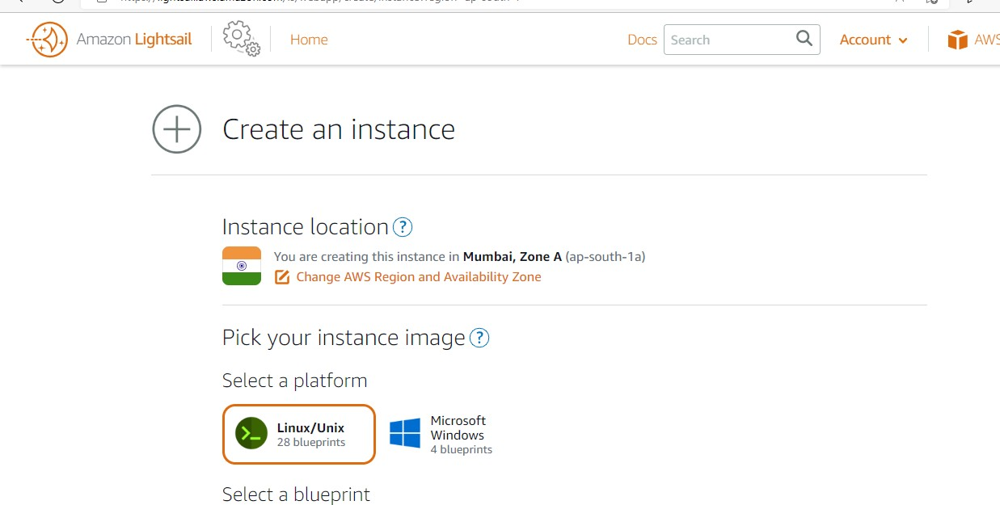 Amazon Lightsail
Home
Docs
Search
Account
AWS
Create an instance
Instance location ?
You are creating this instance in Mumbai, Zone A (ap-south-1a)
Change AWS Region and Availability Zone
Pick your instance image ?
Select a platform
Linux/Unix
28 blueprints
Microsoft
Windows
4 blueprints
Select a blueprint